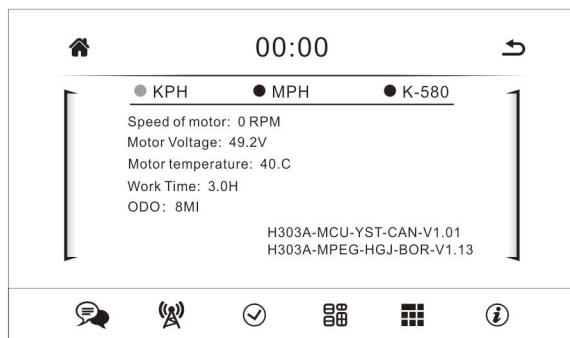 00:00
KPH MPH K-580
Speed of motor: 0 RPM
Motor Voltage: 49.2V
Motor temperature: 40.C
Work Time: 3.0H
ODO: 8MI
H303A-MCU-YST-CAN-V1.01
H303A-MPEG-HGJ-BOR-V1.13